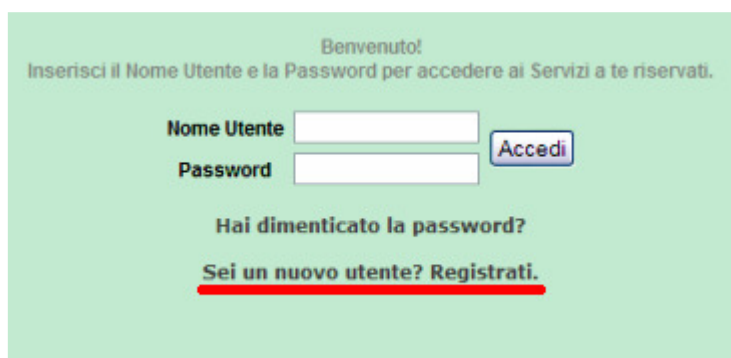 Benvenuto!
Inserisci il Nome Utente e la Password per accedere ai Servizi a te riservati.
Nome Utente
Accedi
Password
Hai dimenticato la password?
Sei un nuovo utente? Registrati.